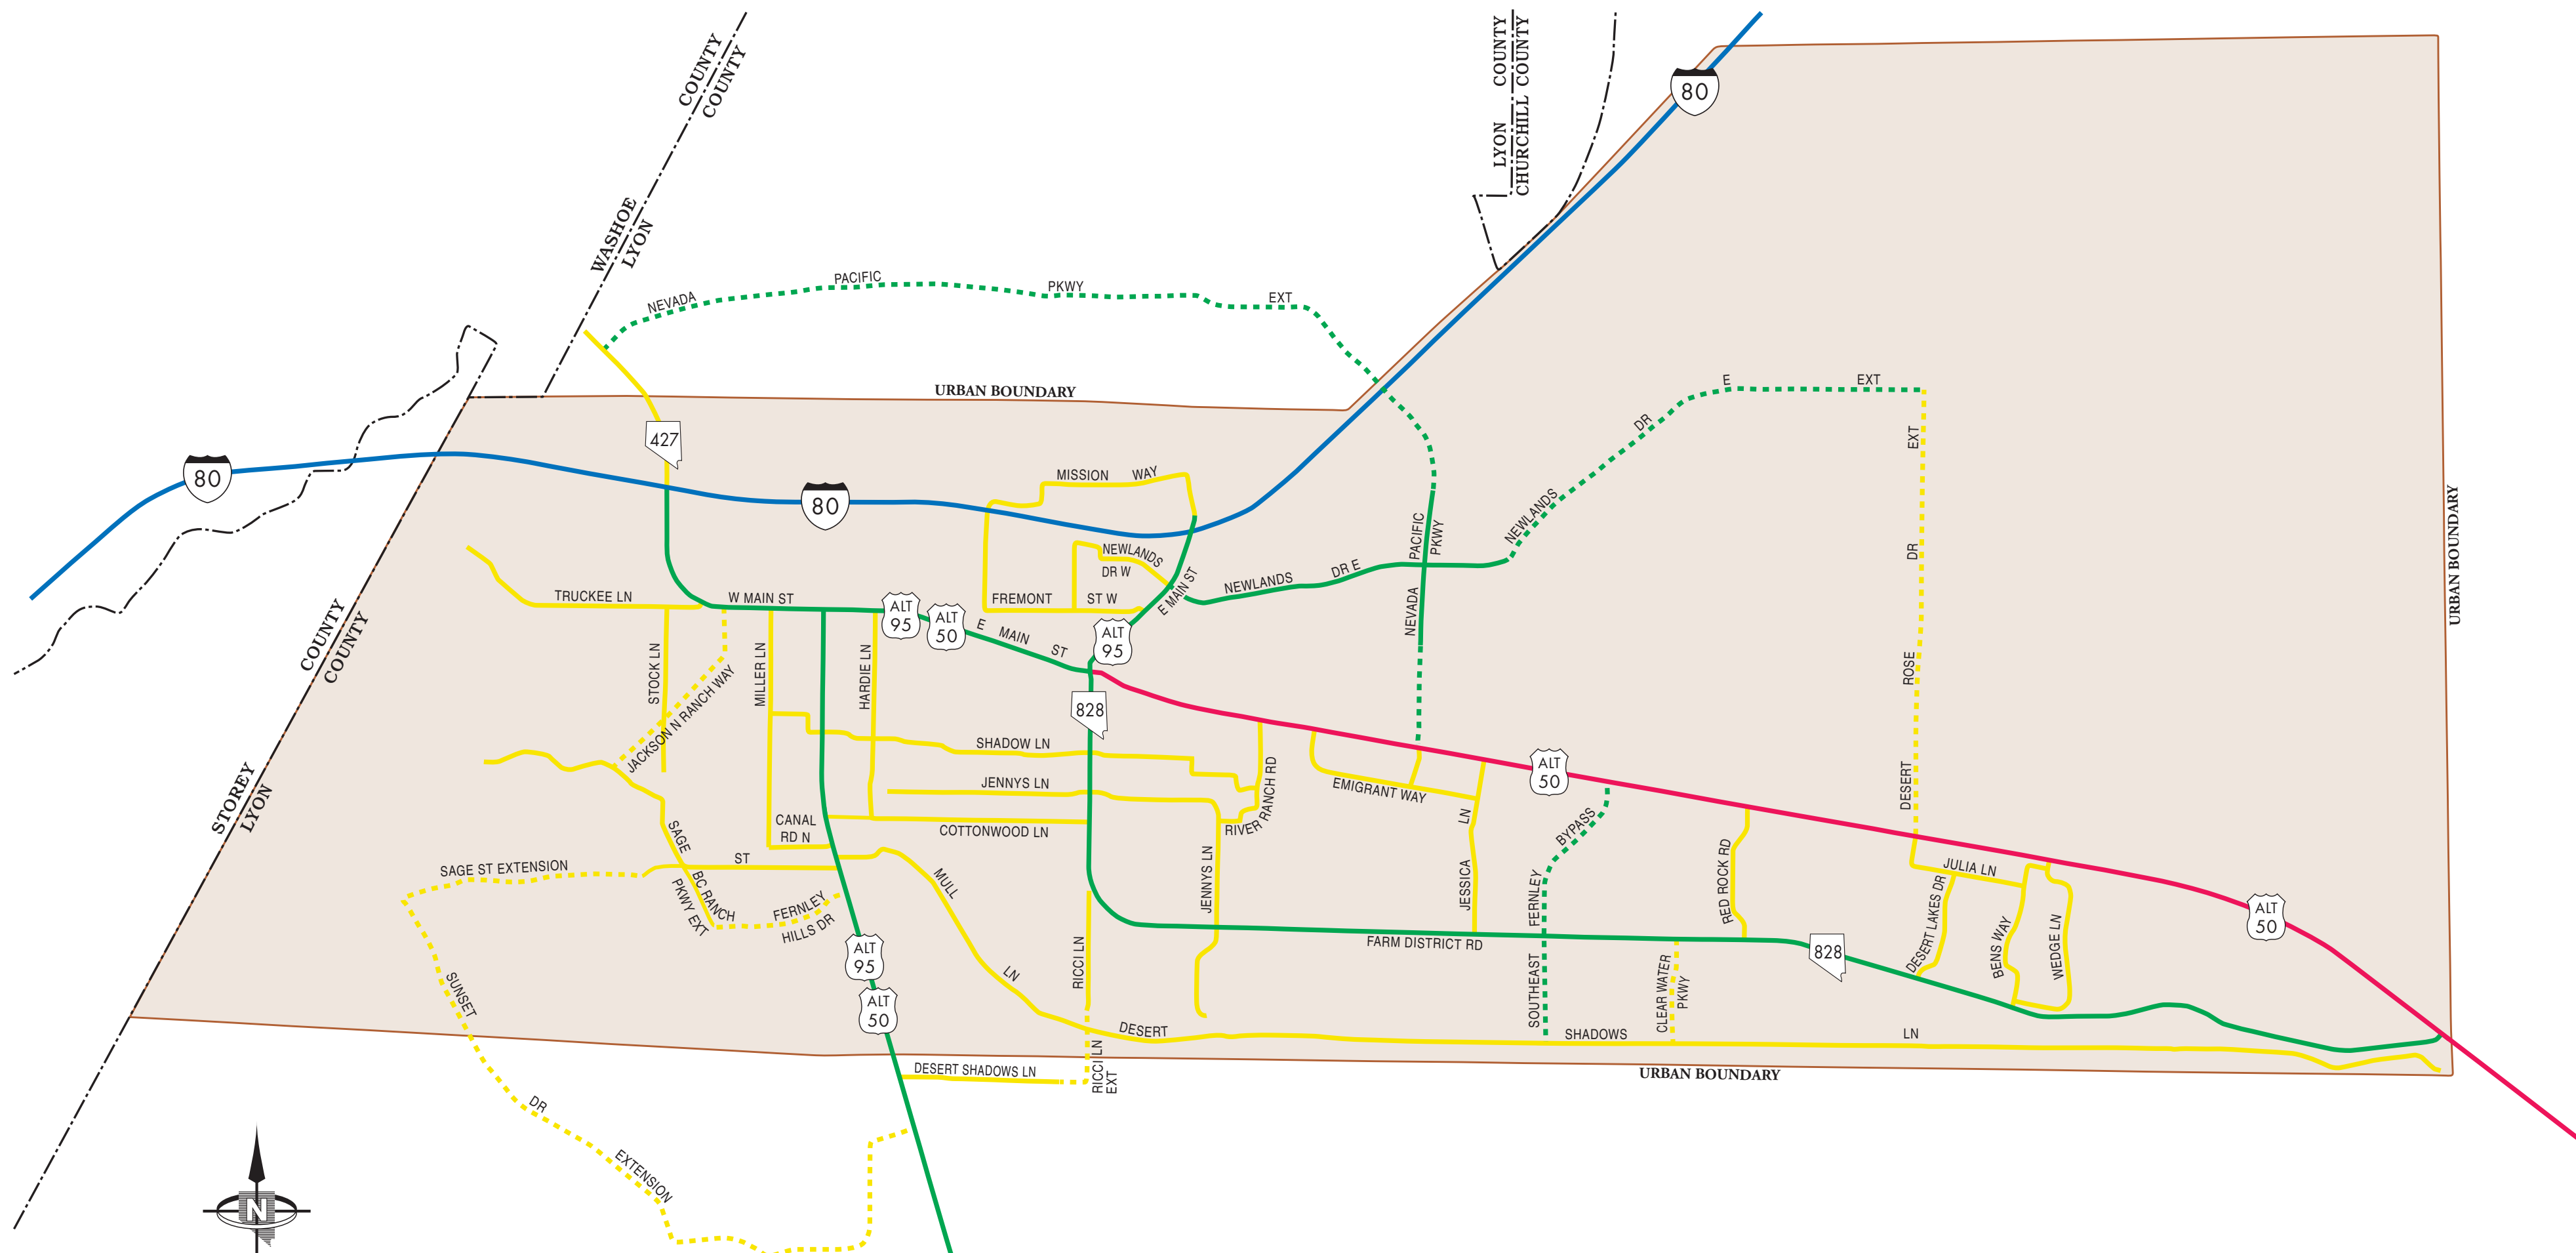 WASHOE COUNTY
LYON COUNTY
LYON COUNTY
CHURCHILL COUNTY
80
NEVADA PACIFIC PKWY EXT
URBAN BOUNDARY
E EXT
DR
NEWLANDS
427
80
80
MISSION WAY
NEWLANDS
DR W
FREMONT ST W
E MAIN ST
NEWLANDS DR E
NEVADA PACIFIC
PKWY
DESERT ROSE DR EXT
URBAN BOUNDARY
TRUCKEE LN
W MAIN ST
ALT
95
ALT
50
E MAIN ST
ALT
95
STOREY COUNTY
LYON COUNTY
STOCK LN
JACKSON RANCH WAY
MILLER LN
HARDIE LN
828
SHADOW LN
JENNYS LN
CANAL
RD N
COTTONWOOD LN
RIVER RANCH RD
EMIGRANT WAY
ALT
50
JESSICA LN
SOUTHEAST FERNLEY BYPASS
RED ROCK RD
JULIA LN
DESERT LAKES DR
BENS WAY
WEDGE LN
ALT
50
SAGE ST
SAGE ST EXTENSION
BC RANCH
PKWY EXT
FERNLEY
HILLS DR
MULL LN
JENNYS LN
RICCI LN
FARM DISTRICT RD
828
CLEAR WATER
PKWY
ALT
95
ALT
50
SUNSET DR EXTENSION
DESERT SHADOWS LN
DESERT SHADOWS LN
RICCI LN
EXT
URBAN BOUNDARY
N